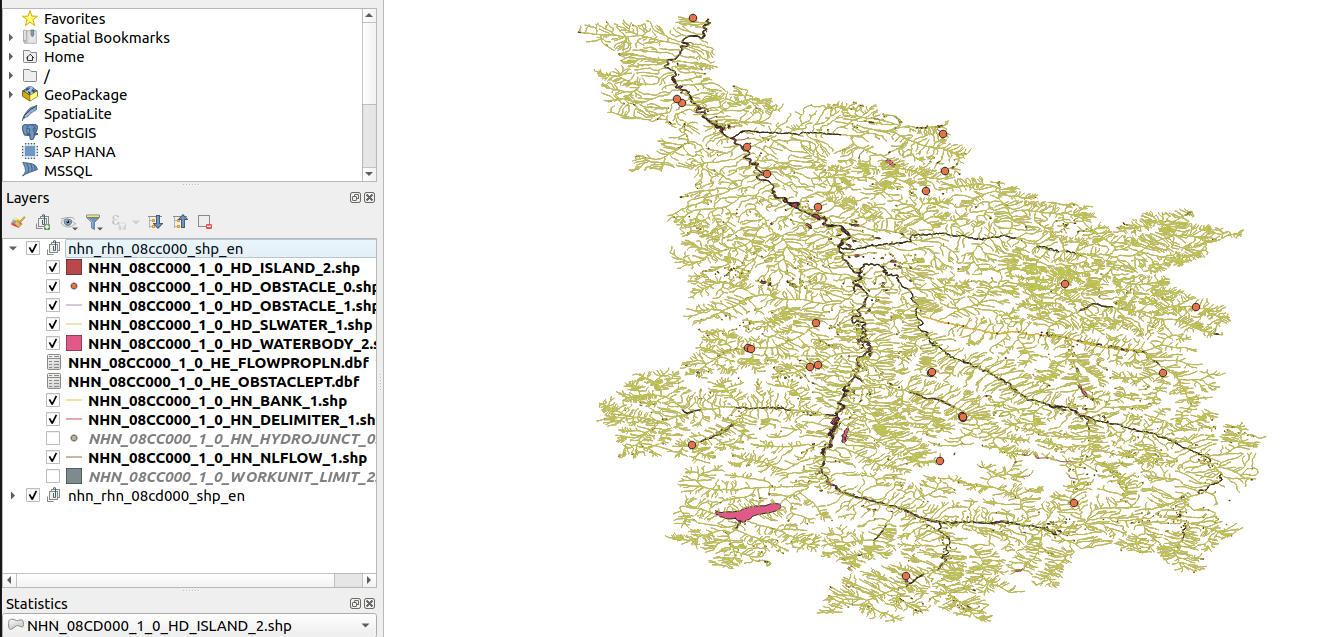 Favorites
Spatial Bookmarks
Home
/
GeoPackage
SpatiaLite
PostGIS
SAP HANA
MSSQL
Layers
nhn_rhn_08cc000_shp_en
NHN_08CC000_1_0_HD_ISLAND_2.shp
NHN_08CC000_1_0_HD_OBSTACLE_0.shp
NHN_08CC000_1_0_HD_OBSTACLE_1.shp
NHN_08CC000_1_0_HD_SLWATER_1.shp
NHN_08CC000_1_0_HD_WATERBODY_2.s
NHN_08CC000_1_0_HE_FLOWPROPLN.dbf
NHN_08CC000_1_0_HE_OBSTACLEPT.dbf
NHN_08CC000_1_0_HN_BANK_1.shp
NHN_08CC000_1_0_HN_DELIMITER_1.sh
NHN_08CC000_1_0_HN_HYDROJUNCT_0
NHN_08CC000_1_0_HN_NLFLOW_1.shp
NHN_08CC000_1_0_WORKUNIT_LIMIT_2
nhn_rhn_08cd000_shp_en
Statistics
NHN_08CD000_1_0_HD_ISLAND_2.shp